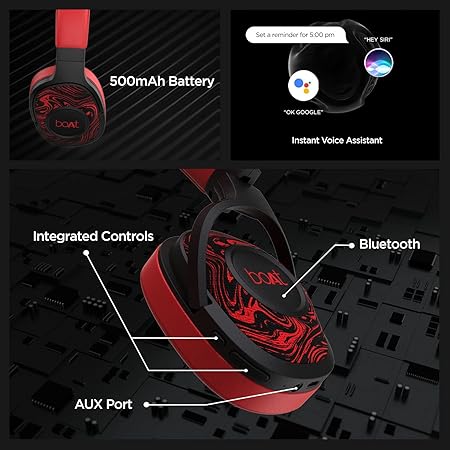 500mAh Battery
boAt
Set a reminder for 5:00 pm
"HEY SIRI"
"OK GOOGLE"
Instant Voice Assistant
Integrated Controls
Bluetooth
boAt
AUX Port